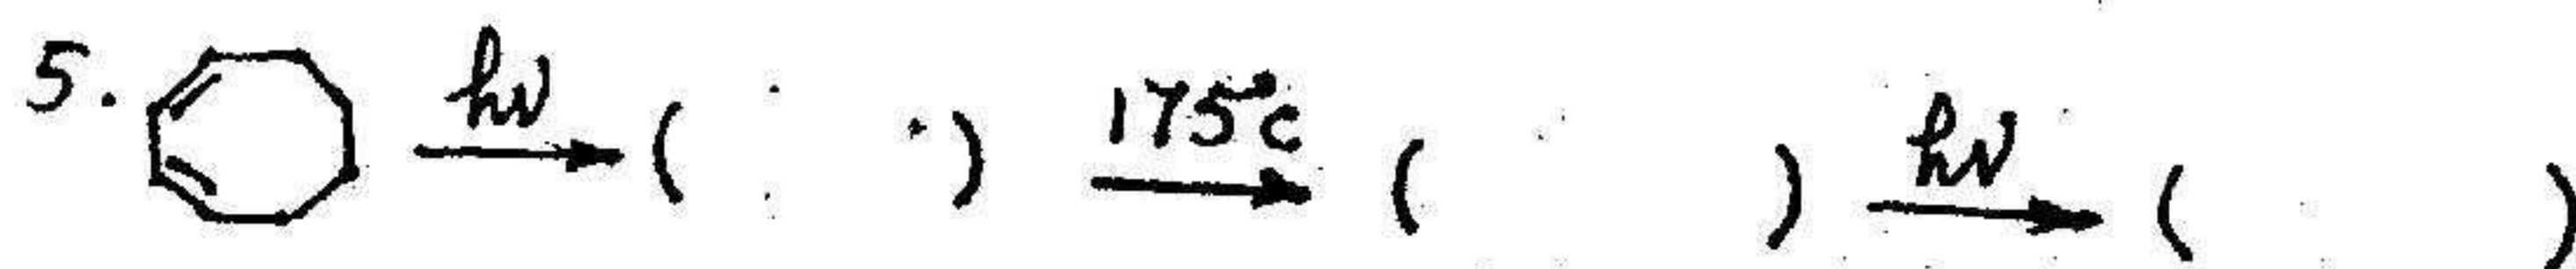 5. hν ( ) 175°C ( ) hν ( )